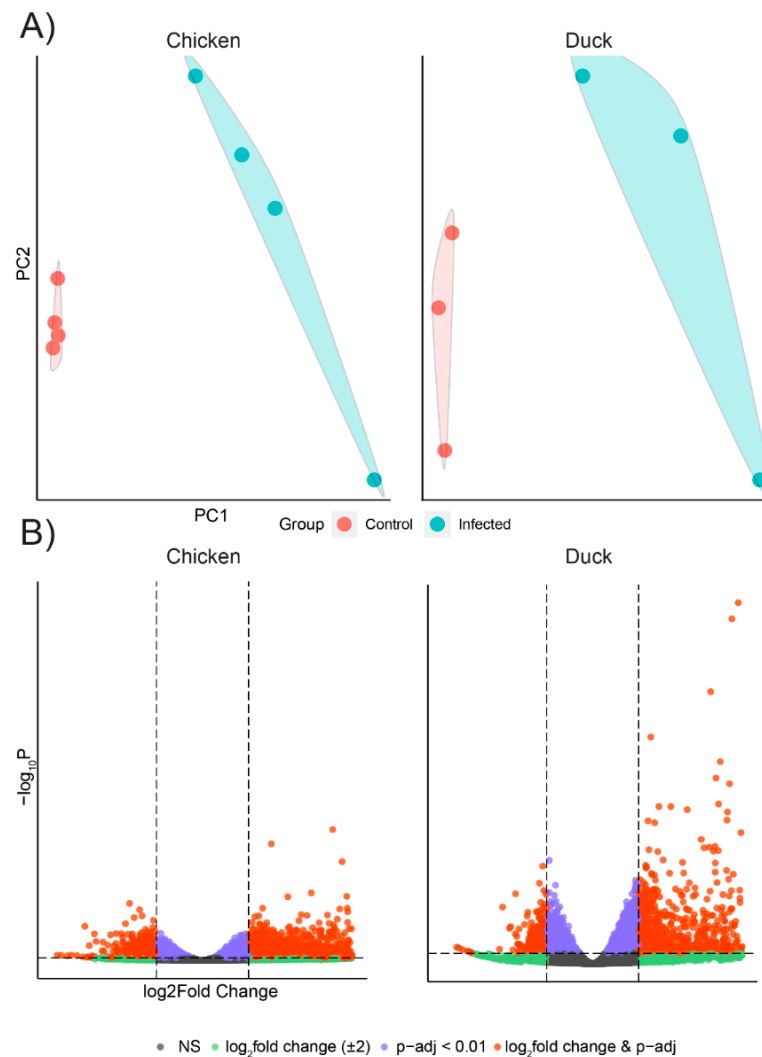 A)
Chicken
Duck
PC2
PC1
Group Control Infected
B)
Chicken
Duck
−log₁₀P
log2Fold Change
NS log₂fold change (±2) p−adj < 0.01 log₂fold change & p−adj